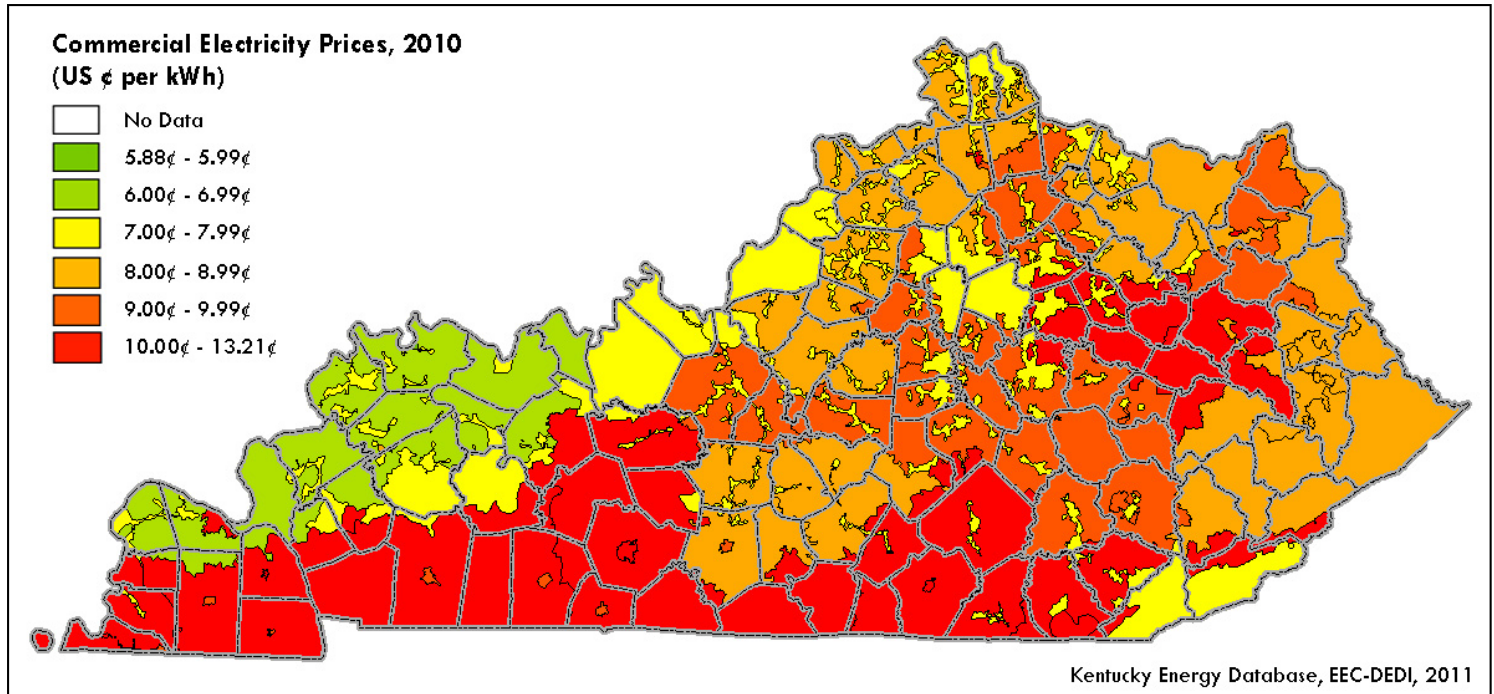 Commercial Electricity Prices, 2010
(US ¢ per kWh)
No Data
5.88¢ - 5.99¢
6.00¢ - 6.99¢
7.00¢ - 7.99¢
8.00¢ - 8.99¢
9.00¢ - 9.99¢
10.00¢ - 13.21¢
Kentucky Energy Database, EEC-DEDI, 2011